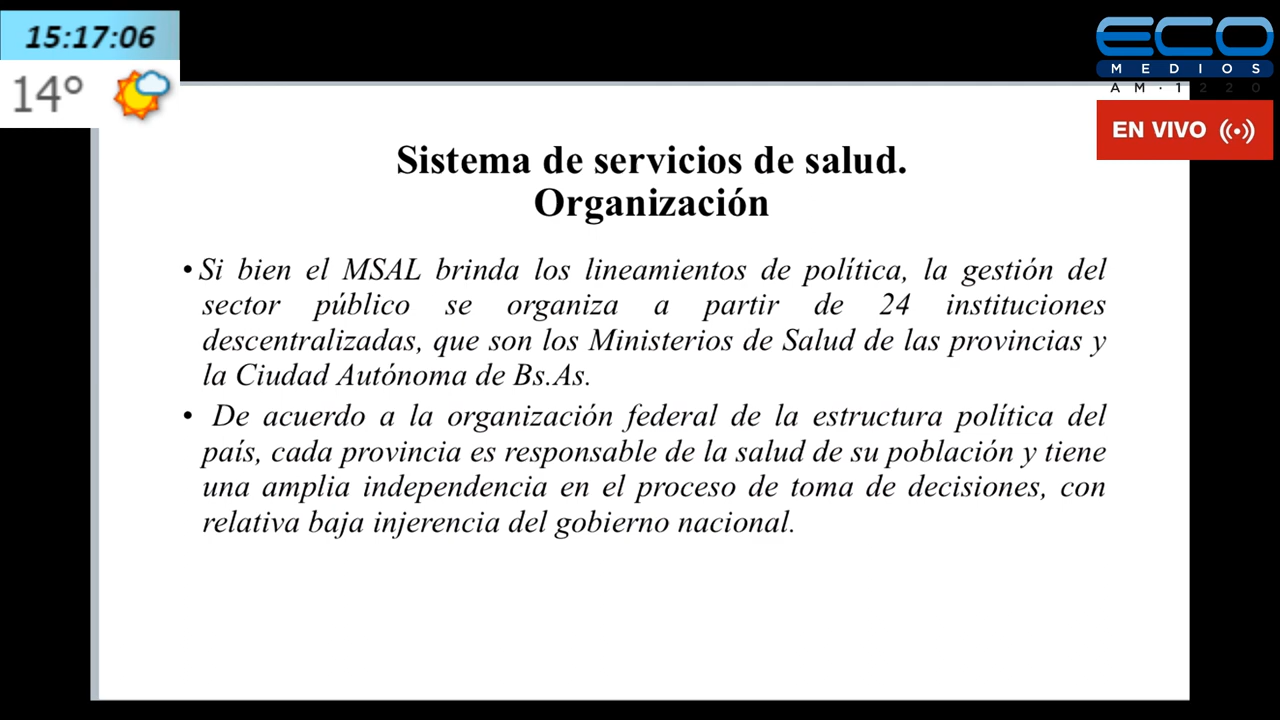 15:17:06
14°
ECO
MEDIOS
AM·1220
EN VIVO
Sistema de servicios de salud.
Organización
• Si bien el MSAL brinda los lineamientos de política, la gestión del
sector público se organiza a partir de 24 instituciones
descentralizadas, que son los Ministerios de Salud de las provincias y
la Ciudad Autónoma de Bs.As.
• De acuerdo a la organización federal de la estructura política del
país, cada provincia es responsable de la salud de su población y tiene
una amplia independencia en el proceso de toma de decisiones, con
relativa baja injerencia del gobierno nacional.